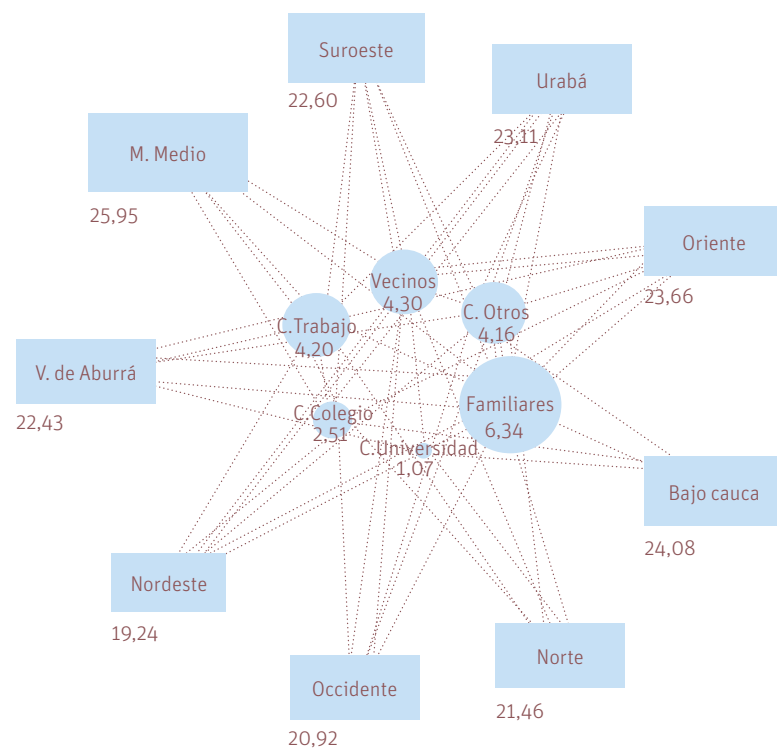 Suroeste
22,60
Urabá
23,11
M. Medio
25,95
Oriente
23,66
Vecinos
4,30
C. Otros
4,16
C.Trabajo
4,20
V. de Aburrá
22,43
Familiares
6,34
C.Colegio
2,51
C.Universidad
1,07
Bajo cauca
24,08
Nordeste
19,24
Norte
21,46
Occidente
20,92